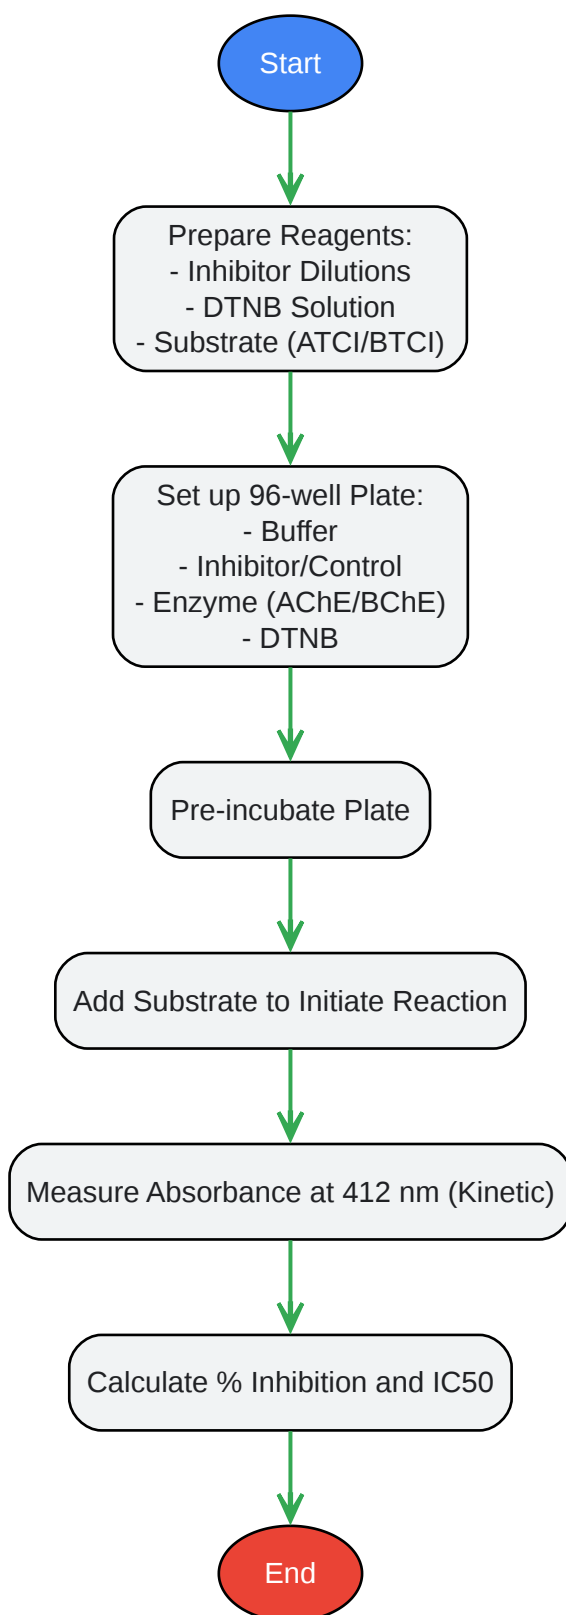 Start
Prepare Reagents:
- Inhibitor Dilutions
- DTNB Solution
- Substrate (ATCI/BTCI)
Set up 96-well Plate:
- Buffer
- Inhibitor/Control
- Enzyme (AChE/BChE)
- DTNB
Pre-incubate Plate
Add Substrate to Initiate Reaction
Measure Absorbance at 412 nm (Kinetic)
Calculate % Inhibition and IC50
End